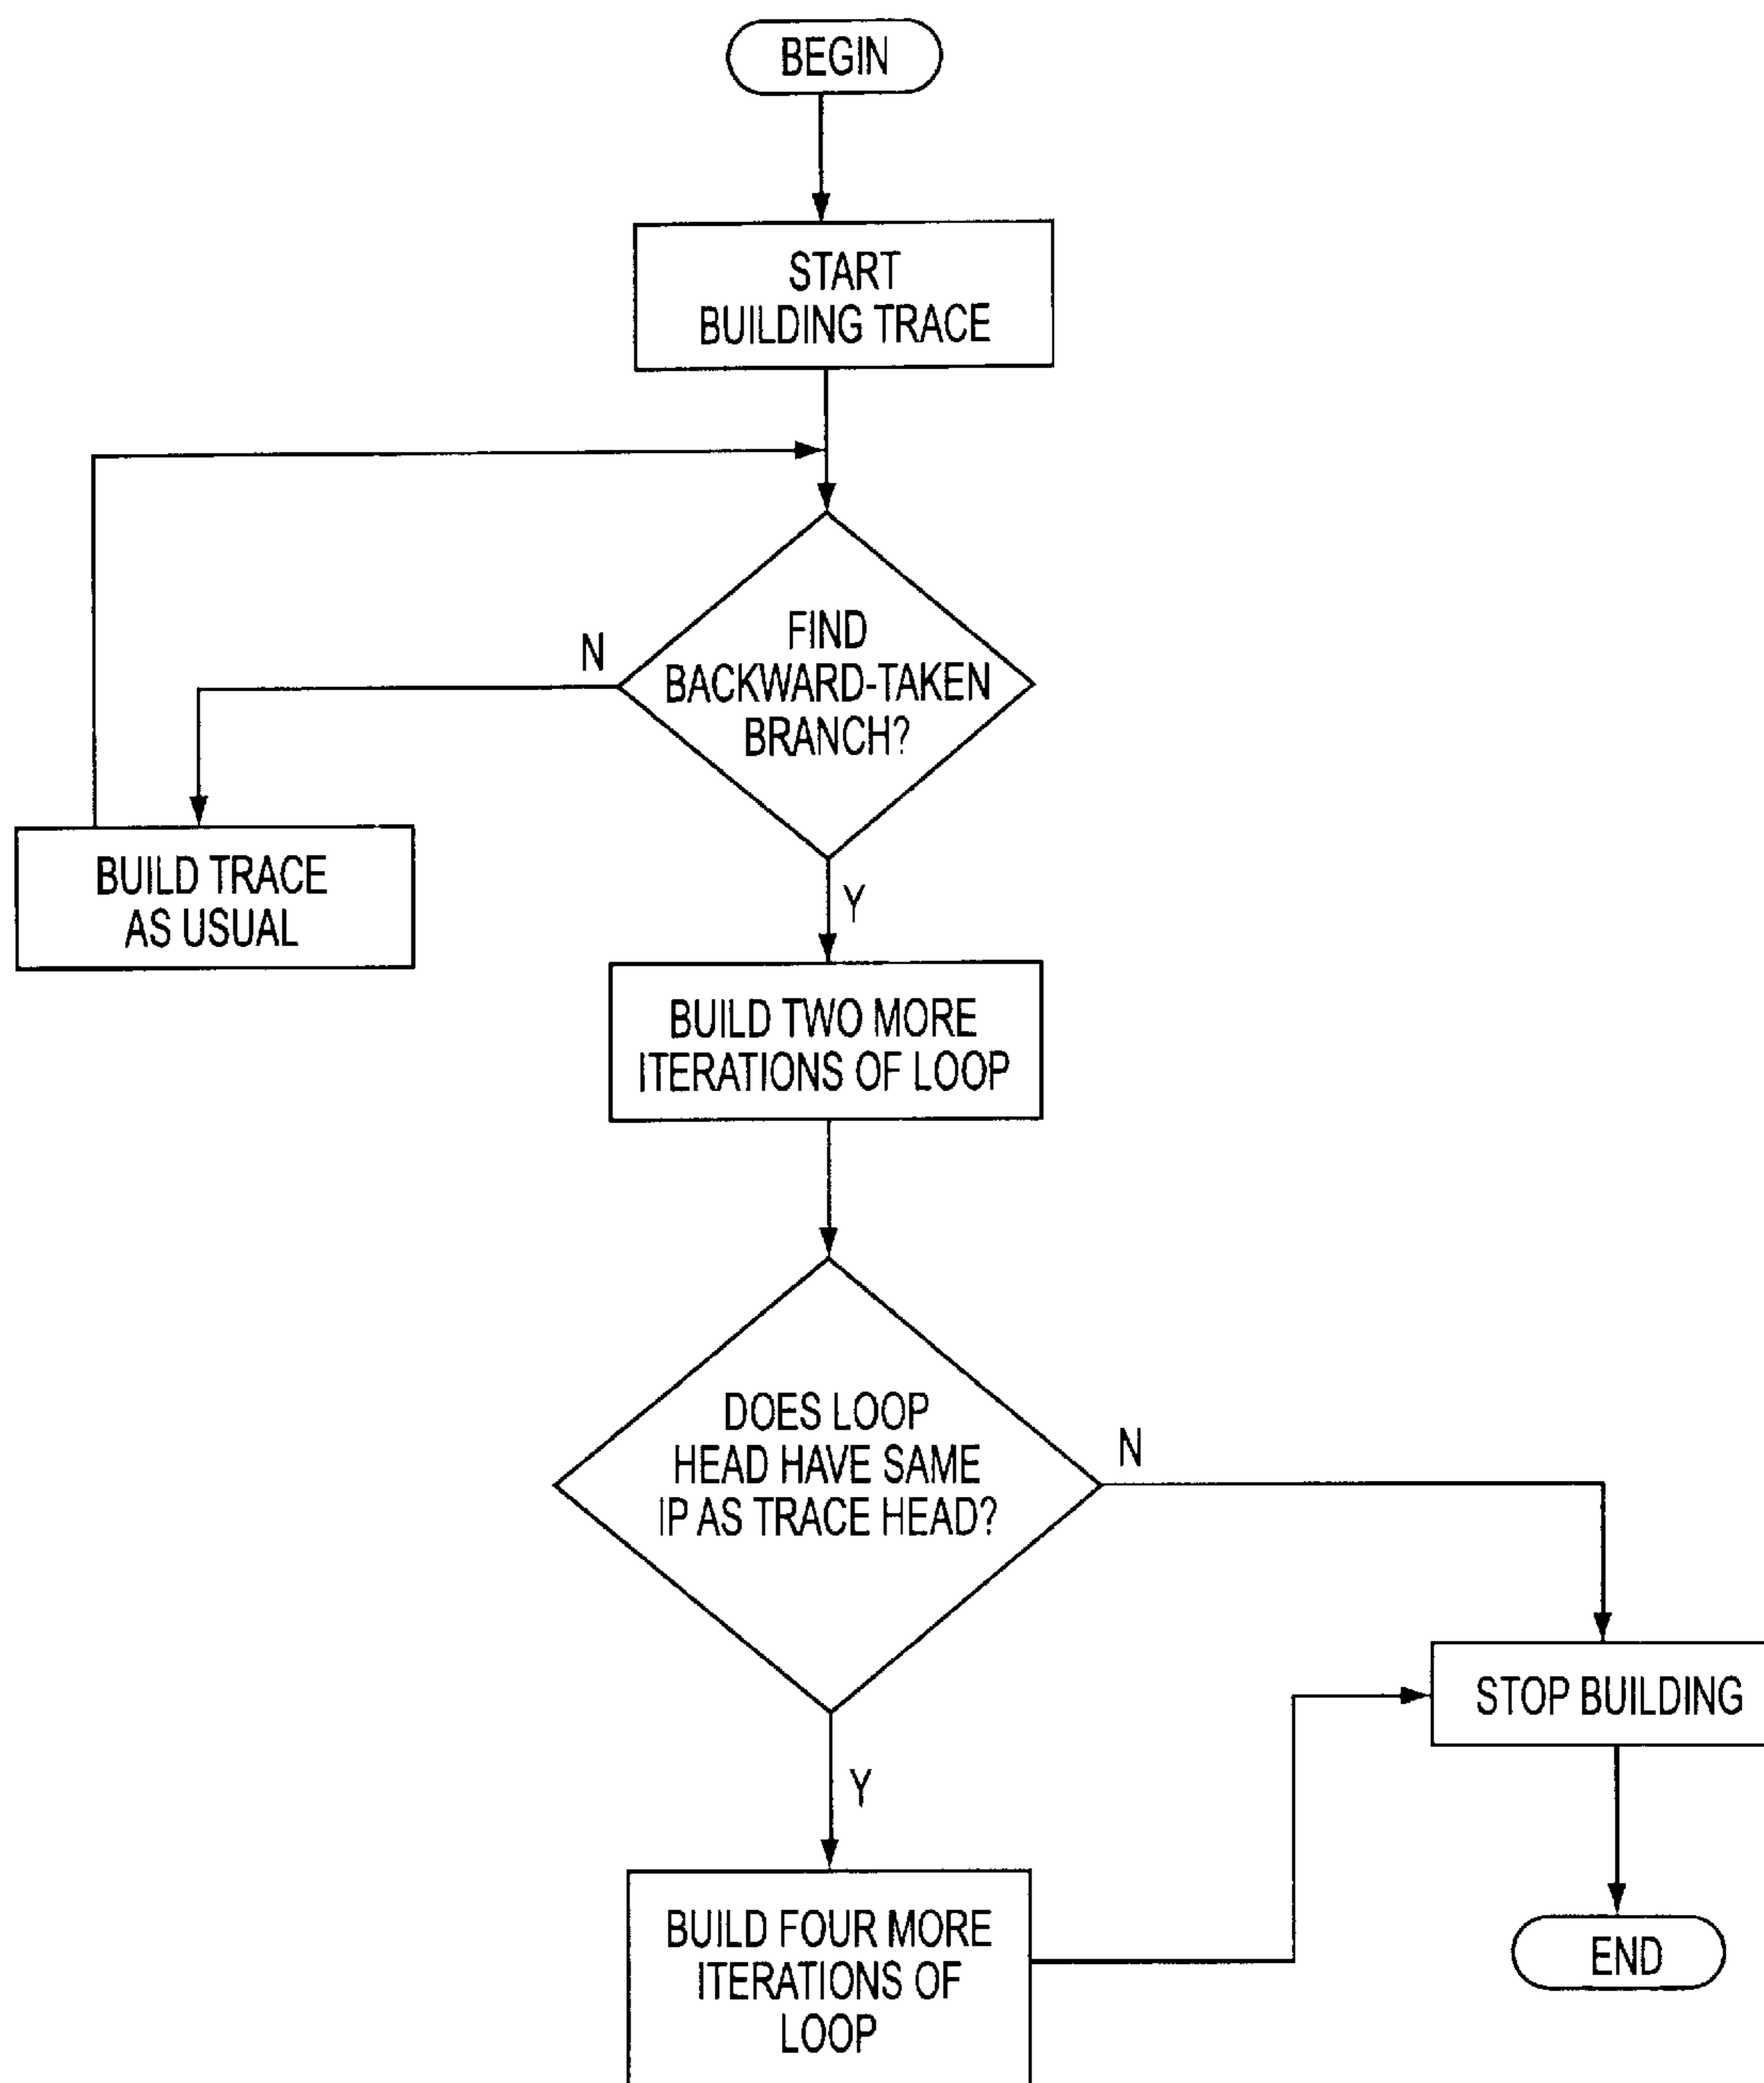 BEGIN
START
BUILDING TRACE
FIND
BACKWARD-TAKEN
BRANCH?
N
BUILD TRACE
AS USUAL
Y
BUILD TWO MORE
ITERATIONS OF LOOP
DOES LOOP
HEAD HAVE SAME
IP AS TRACE HEAD?
N
STOP BUILDING
Y
BUILD FOUR MORE
ITERATIONS OF
LOOP
END